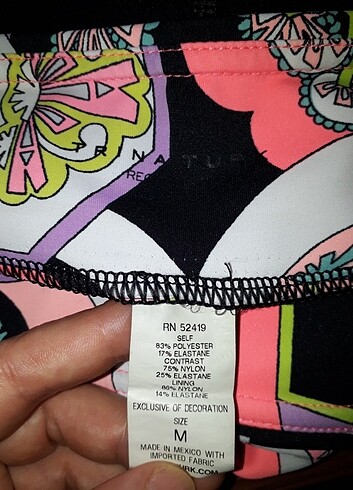 RN 52419
SELF
83% POLYESTER
17% ELASTANE
CONTRAST
75% NYLON
25% ELASTANE
LINING
86% NYLON
14% ELASTANE
EXCLUSIVE OF DECORATION
SIZE
M
MADE IN MEXICO WITH
IMPORTED FABRIC